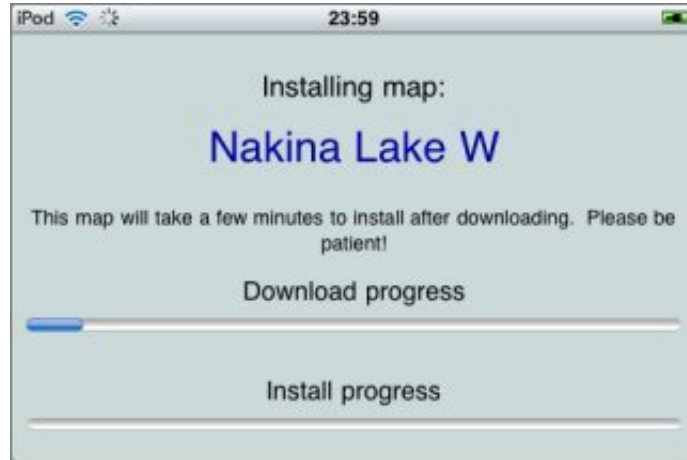 iPod 23:59
Installing map:
Nakina Lake W
This map will take a few minutes to install after downloading. Please be
patient!
Download progress
Install progress